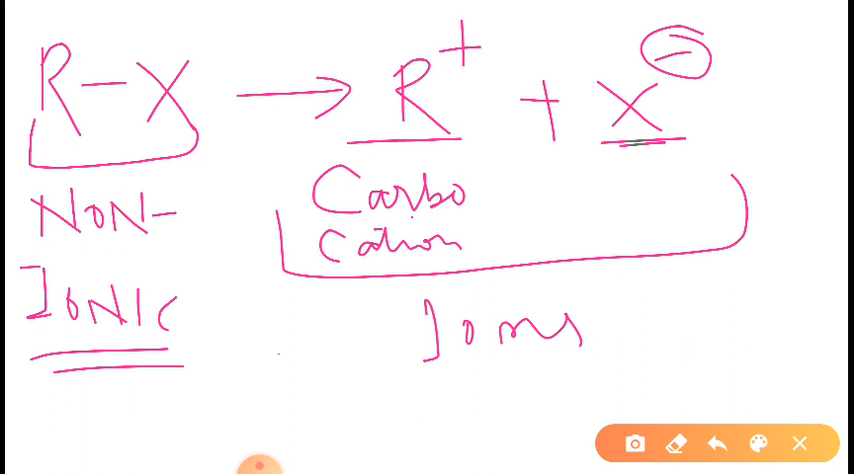 R - X → R⁺ + X⊖
NON-
IONIC
Carbo
Cation
Ions